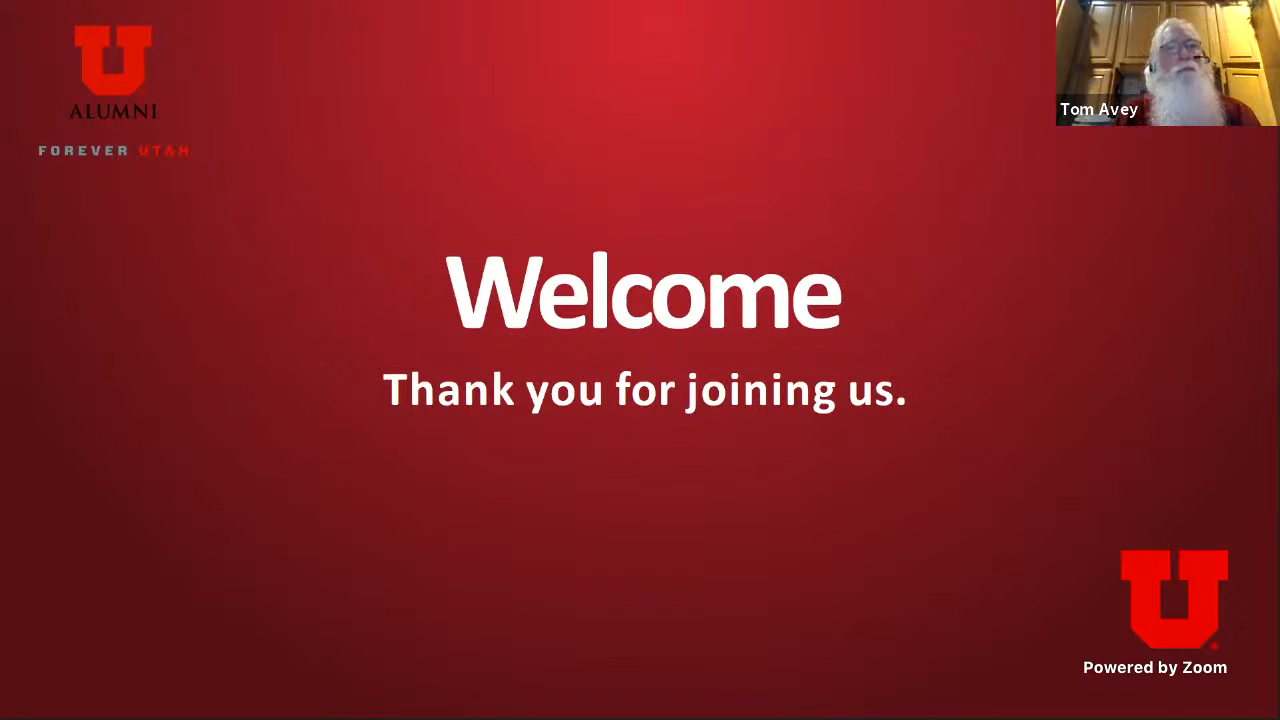 U
ALUMNI
FOREVER UTAH
Tom Avey
Welcome
Thank you for joining us.
U
Powered by Zoom